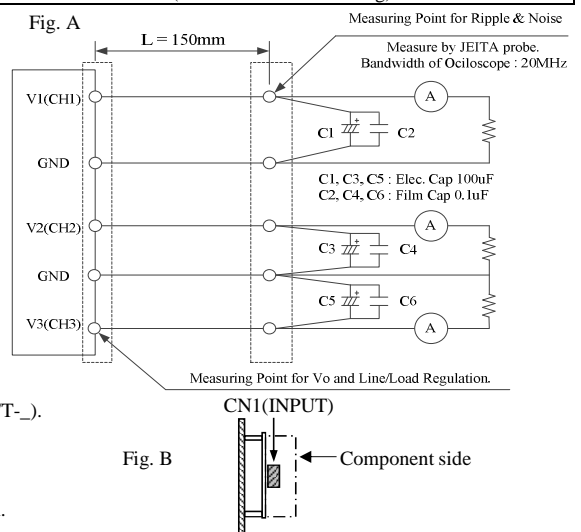 Fig. A
Measuring Point for Ripple & Noise
L = 150mm
Measure by JEITA probe.
Bandwidth of Ociloscope : 20MHz
V1(CH1)
A
C1
C2
GND
C1, C3, C5 : Elec. Cap 100uF
C2, C4, C6 : Film Cap 0.1uF
V2(CH2)
A
C3
C4
GND
C5
C6
V3(CH3)
A
Measuring Point for Vo and Line/Load Regulation.
T-_).
CN1(INPUT)
Fig. B
Component side